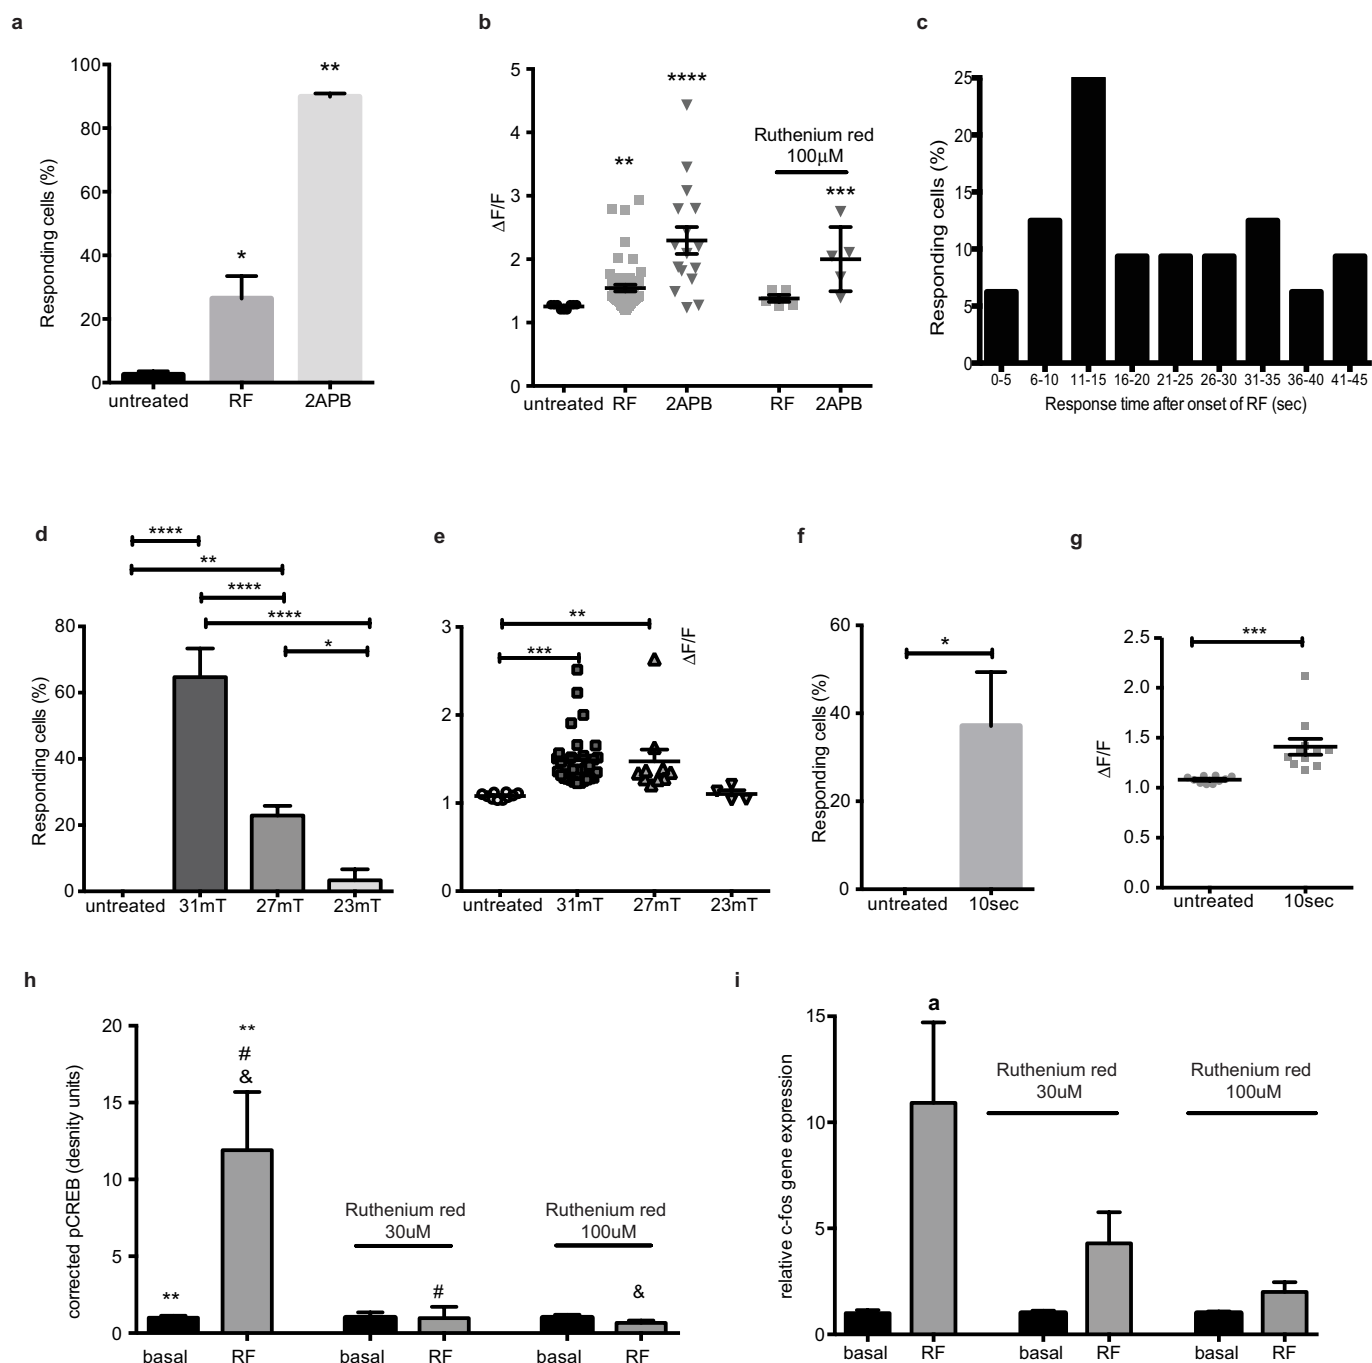 a
Responding cells (%)
100
80
60
40
20
0
*
**
untreated RF 2APB
b
ΔF/F
5
4
3
2
1
0
**
****
Ruthenium red
100µM
***
untreated RF 2APB RF 2APB
c
Responding cells (%)
25
20
15
10
5
0
0-5 6-10 11-15 16-20 21-25 26-30 31-35 36-40 41-45
Response time after onset of RF (sec)
d
****
**
****
****
*
Responding cells (%)
80
60
40
20
0
untreated 31mT 27mT 23mT
e
**
***
ΔF/F
3
2
1
0
untreated 31mT 27mT 23mT
f
*
Responding cells (%)
60
40
20
0
untreated 10sec
g
***
ΔF/F
2.5
2.0
1.5
1.0
0.5
0.0
untreated 10sec
h
corrected pCREB (desnity units)
20
15
10
5
0
**
**
#
&
Ruthenium red
30uM
#
Ruthenium red
100uM
&
basal RF basal RF basal RF
i
relative c-fos gene expression
15
10
5
0
a
Ruthenium red
30uM
Ruthenium red
100uM
basal RF basal RF basal RF